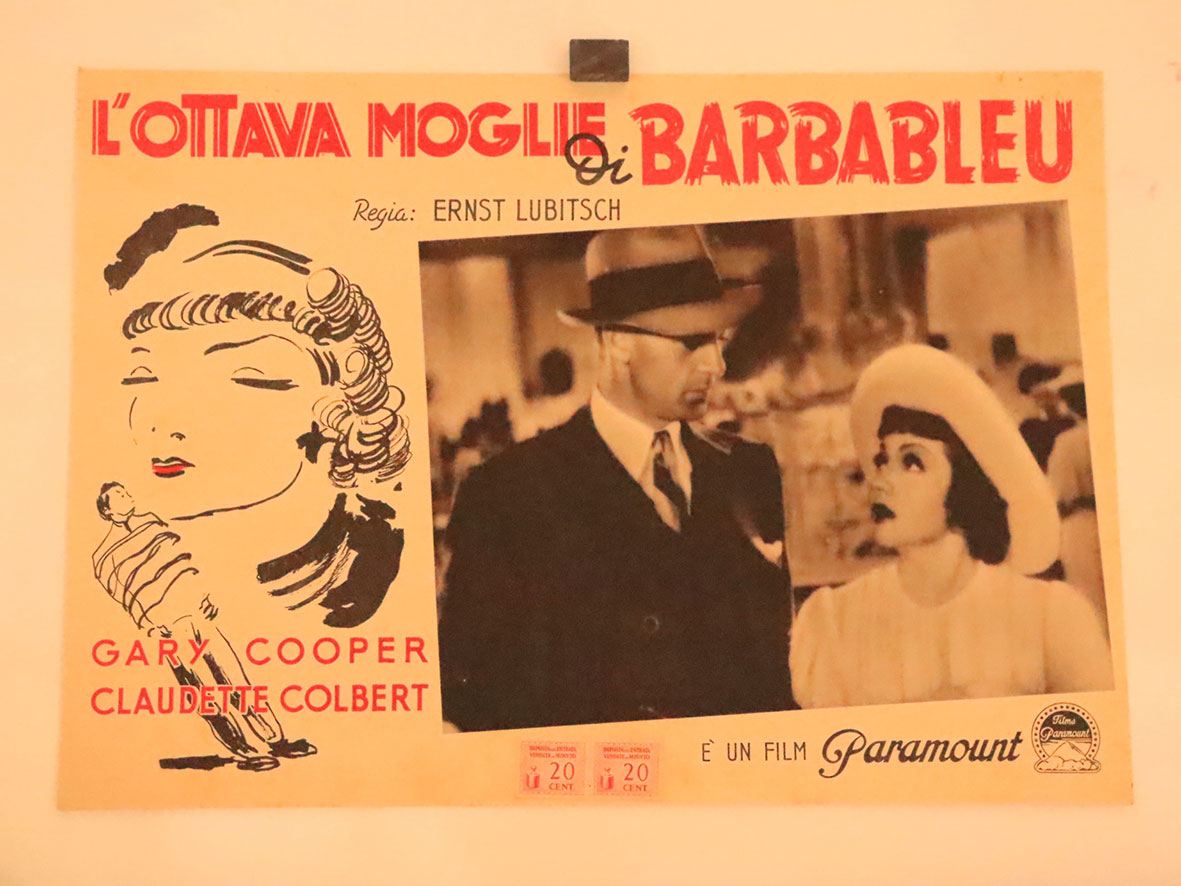 L'OTTAVA MOGLIE Di BARBABLEU
Regia: ERNST LUBITSCH
GARY COOPER
CLAUDETTE COLBERT
È UN FILM Paramount
Films
Paramount
20
CENT.
20
CENT.